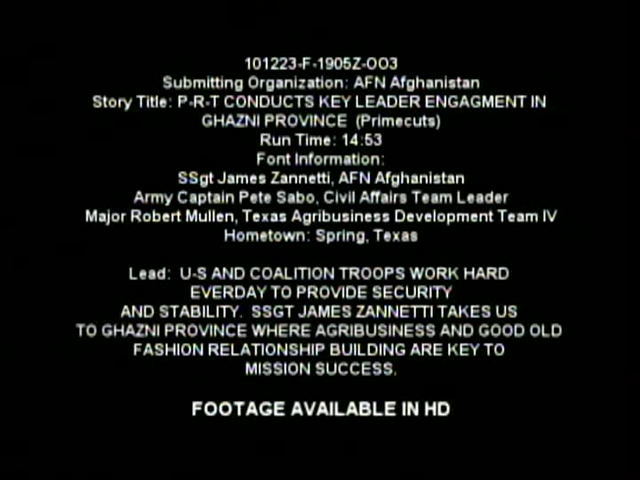 101223-F-1905Z-OO3
Submitting Organization: AFN Afghanistan
Story Title: P-R-T CONDUCTS KEY LEADER ENGAGMENT IN
GHAZNI PROVINCE (Primecuts)
Run Time: 14:53
Font Information:
SSgt James Zannetti, AFN Afghanistan
Army Captain Pete Sabo, Civil Affairs Team Leader
Major Robert Mullen, Texas Agribusiness Development Team IV
Hometown: Spring, Texas
Lead: U-S AND COALITION TROOPS WORK HARD
EVERDAY TO PROVIDE SECURITY
AND STABILITY. SSGT JAMES ZANNETTI TAKES US
TO GHAZNI PROVINCE WHERE AGRIBUSINESS AND GOOD OLD
FASHION RELATIONSHIP BUILDING ARE KEY TO
MISSION SUCCESS.
FOOTAGE AVAILABLE IN HD